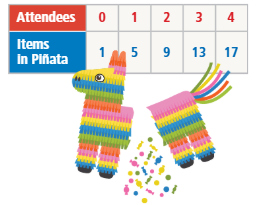 Attendees 0 1 2 3 4
Items
in Piñata 1 5 9 13 17